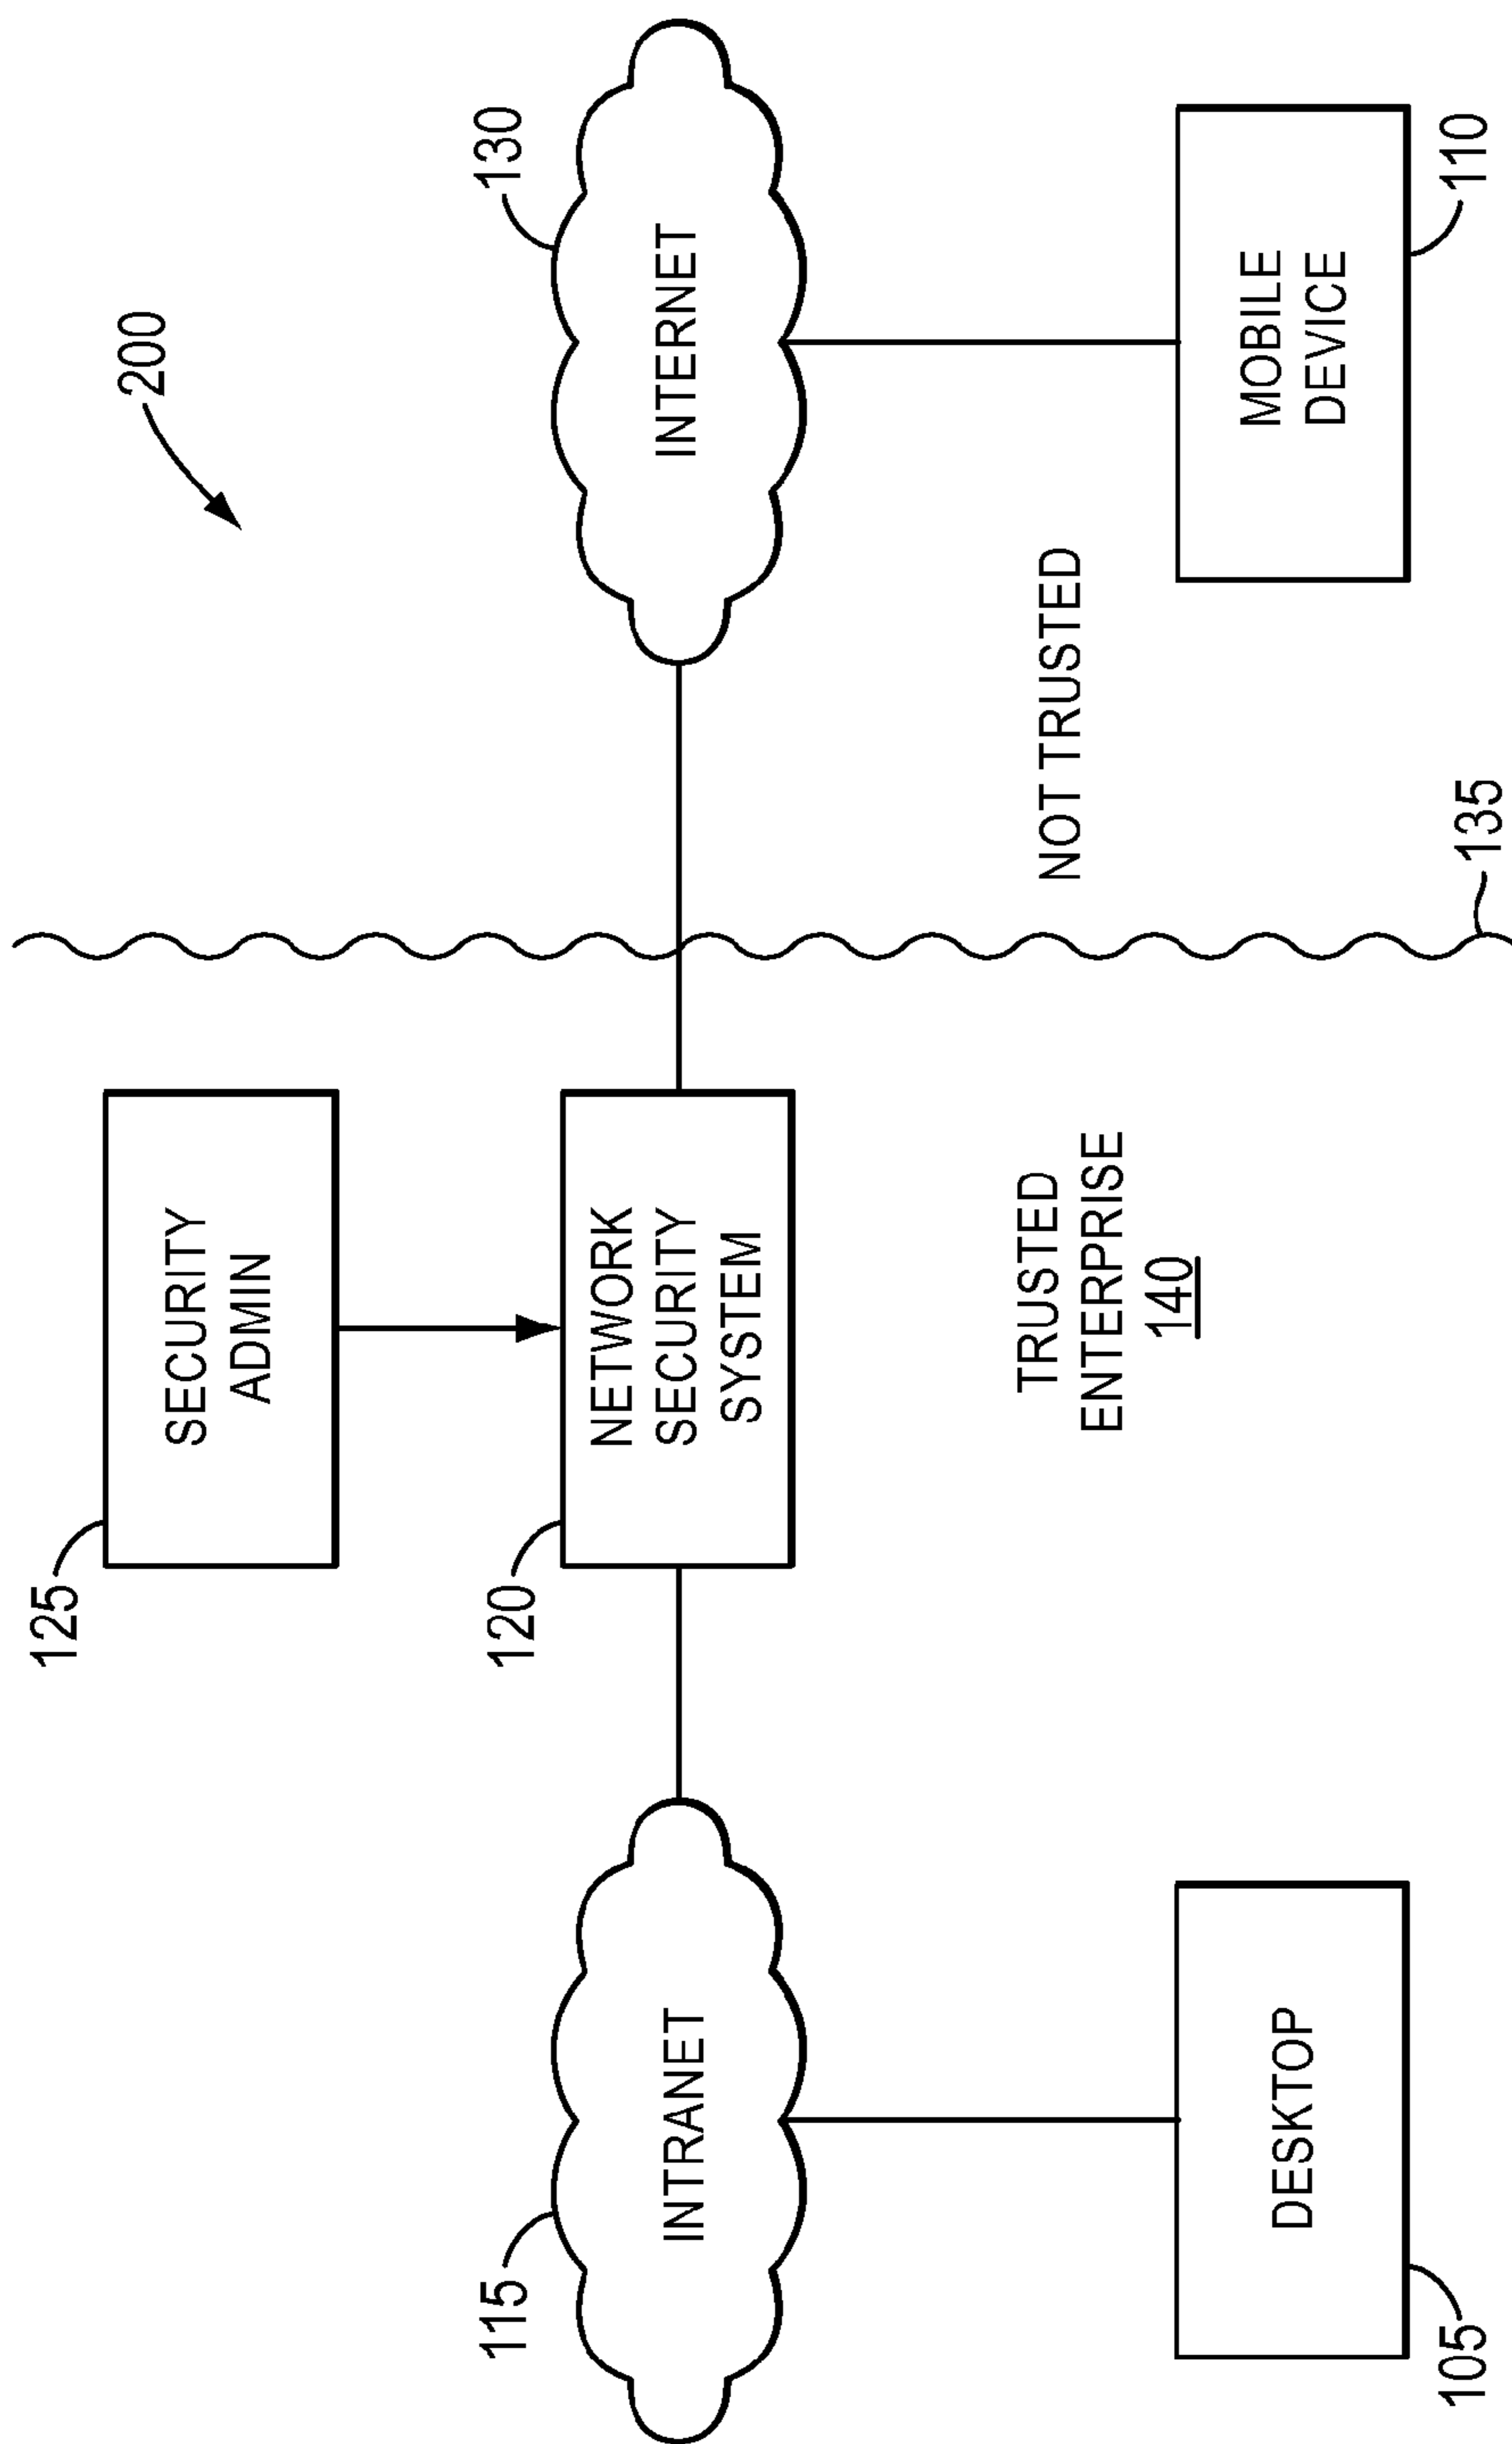 200
125
SECURITY
ADMIN
115
INTRANET
120
NETWORK
SECURITY
SYSTEM
130
INTERNET
TRUSTED
ENTERPRISE
140
NOT TRUSTED
DESKTOP
105
135
MOBILE
DEVICE
110